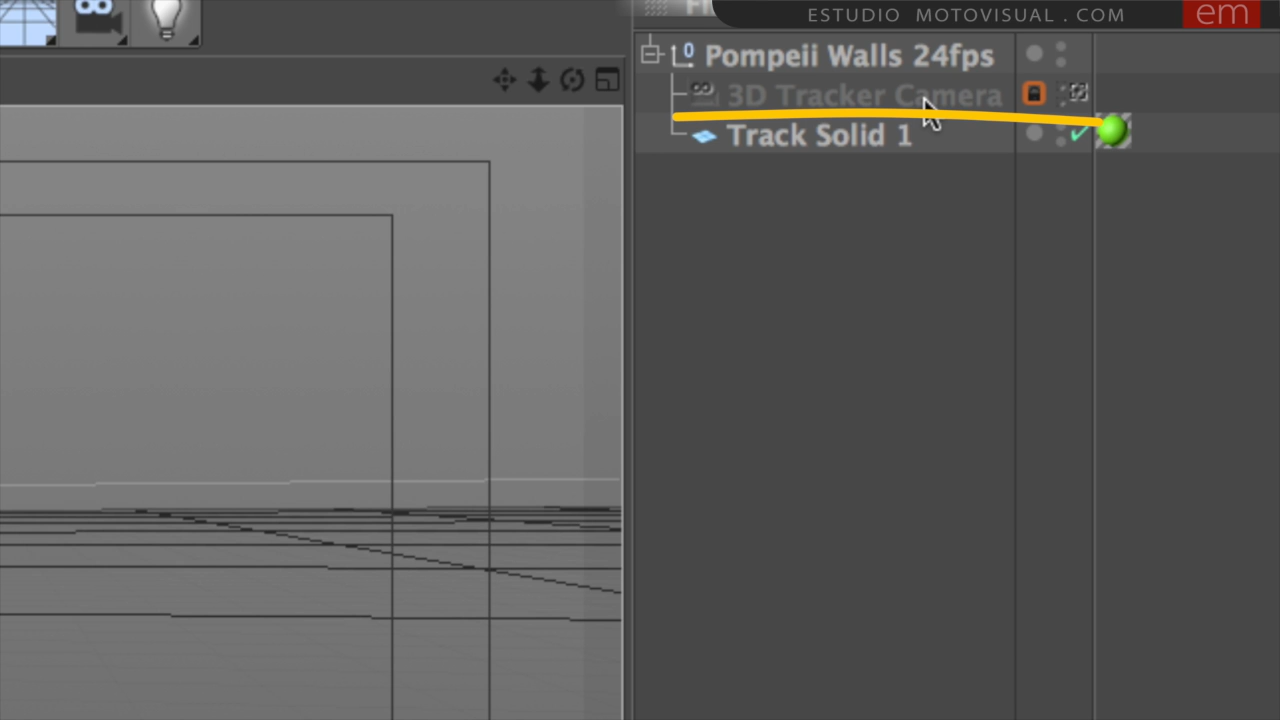 ESTUDIO MOTOVISUAL . COM
em
Pompeii Walls 24fps
3D Tracker Camera
Track Solid 1